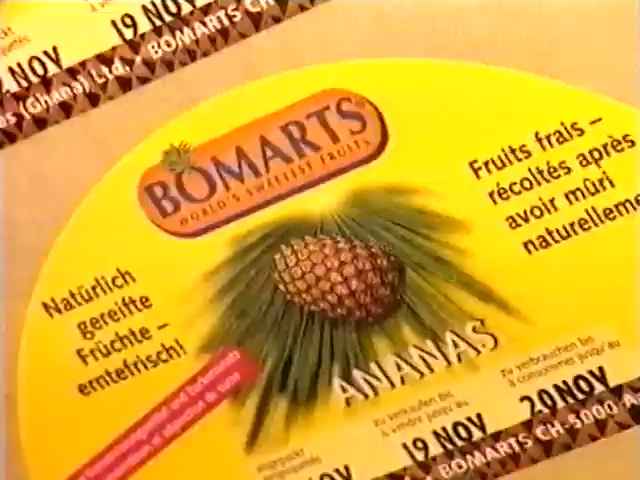 19 NOV
NOV
(Ghana) Ltd. · BOMARTS
BOMARTS
WORLD'S SWEETEST FRUITS
Fruits frais –
récoltés après
avoir mûri
naturelleme
Natürlich
gereifte
Früchte –
erntefrisch!
ANANAS
zu verkaufen bis
à vendre jusqu'au
19 NOV
zu verbrauchen bis
à consommer jusqu'au
20 NOV
NOV
BOMARTS CH-5000 A